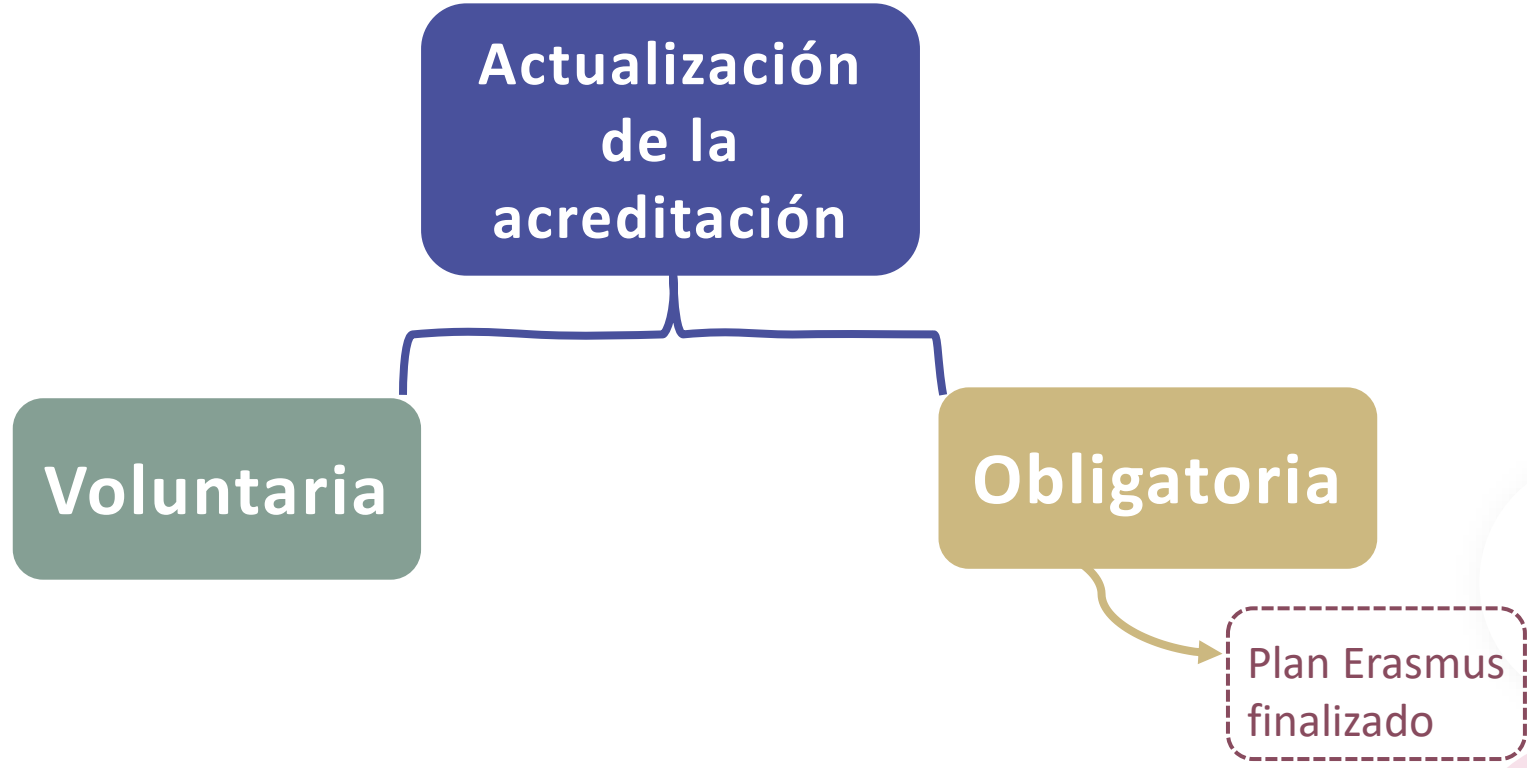 Actualización
de la
acreditación
Voluntaria
Obligatoria
Plan Erasmus
finalizado